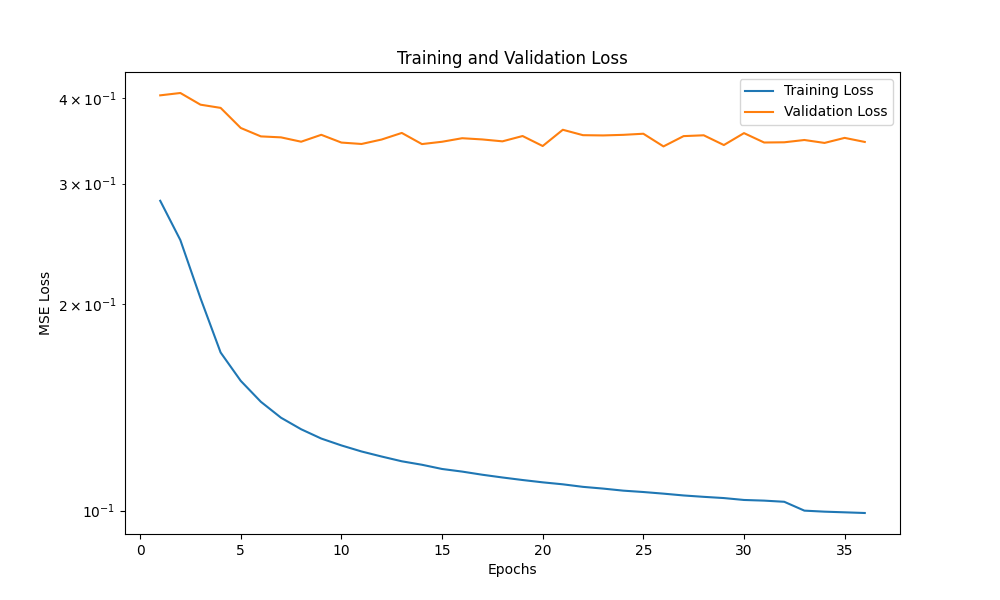 Training and Validation Loss
Training Loss
Validation Loss
4 × 10⁻¹
3 × 10⁻¹
2 × 10⁻¹
10⁻¹
MSE Loss
0 5 10 15 20 25 30 35
Epochs